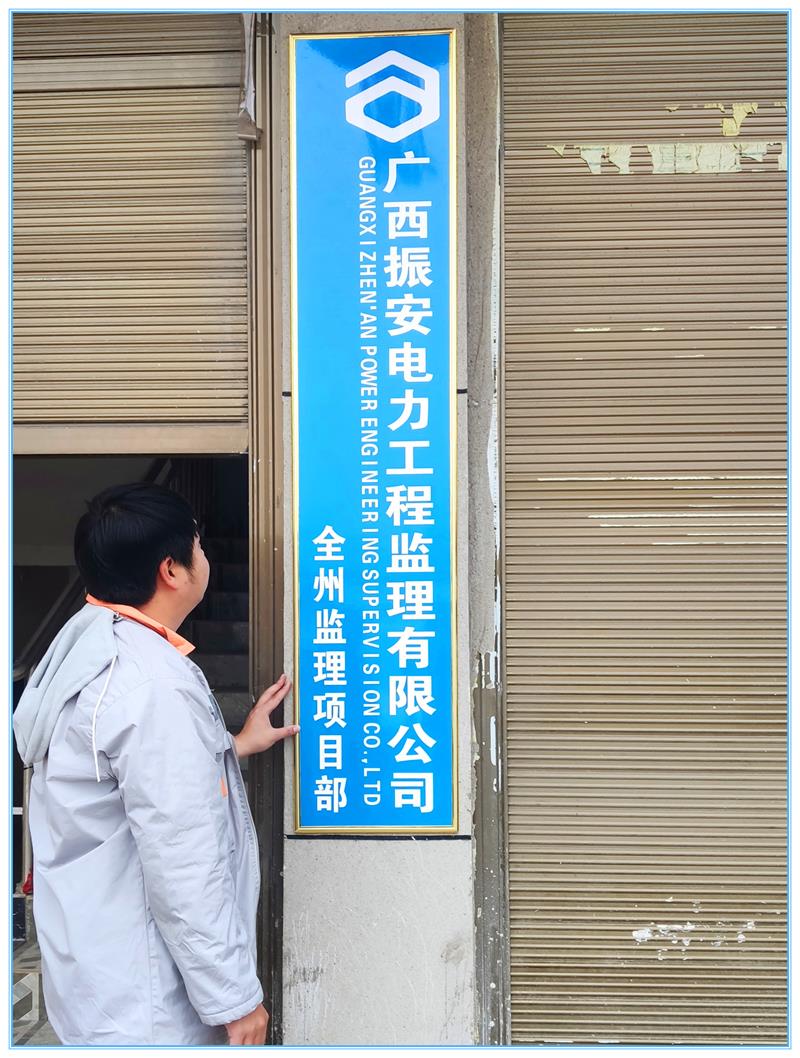 广西振安电力工程监理有限公司
GUANGXI ZHEN'AN POWER ENGINEERING SUPERVISION CO.,LTD
全州监理项目部